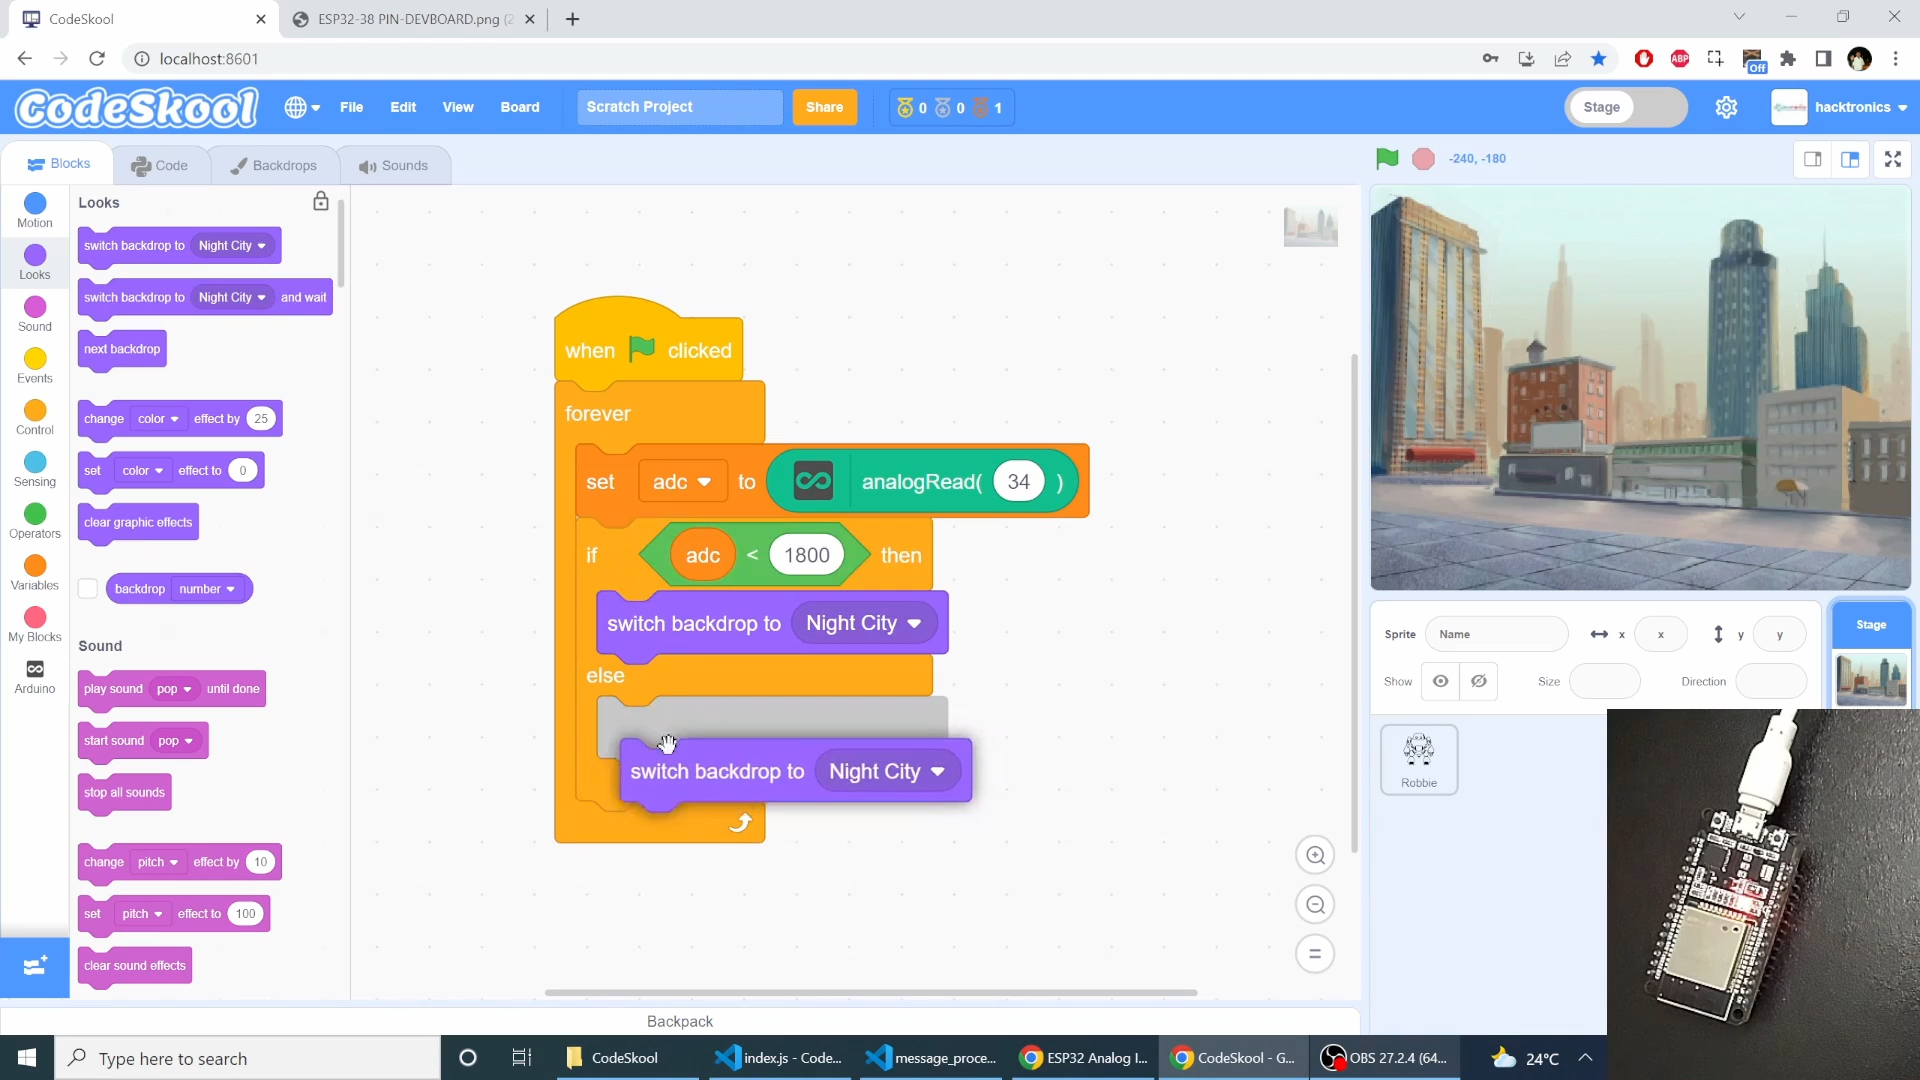 CodeSkool
ESP32-38 PIN-DEVBOARD.png (2
localhost:8601
ABP
Off
CodeSkool
File
Edit
View
Board
Scratch Project
Share
0
0
1
Stage
hacktronics
Blocks
Code
Backdrops
Sounds
-240, -180
Motion
Looks
Sound
Events
Control
Sensing
Operators
Variables
My Blocks
Arduino
Looks
switch backdrop to Night City
switch backdrop to Night City and wait
next backdrop
change color effect by 25
set color effect to 0
clear graphic effects
backdrop number
Sound
play sound pop until done
start sound pop
stop all sounds
change pitch effect by 10
set pitch effect to 100
clear sound effects
when clicked
forever
set adc to analogRead( 34 )
if adc < 1800 then
switch backdrop to Night City
else
switch backdrop to Night City
Sprite Name x x y y
Show Size Direction
Stage
Robbie
Backpack
Type here to search
CodeSkool
index.js - Code...
message_proce...
ESP32 Analog I...
CodeSkool - G...
OBS 27.2.4 (64...
24°C